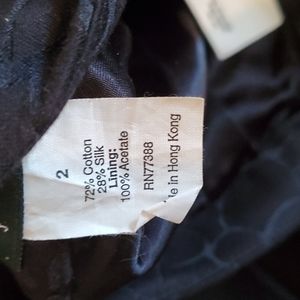 2
72% Cotton
28% Silk
Lining:
100% Acetate
RN77388
in Hong Kong